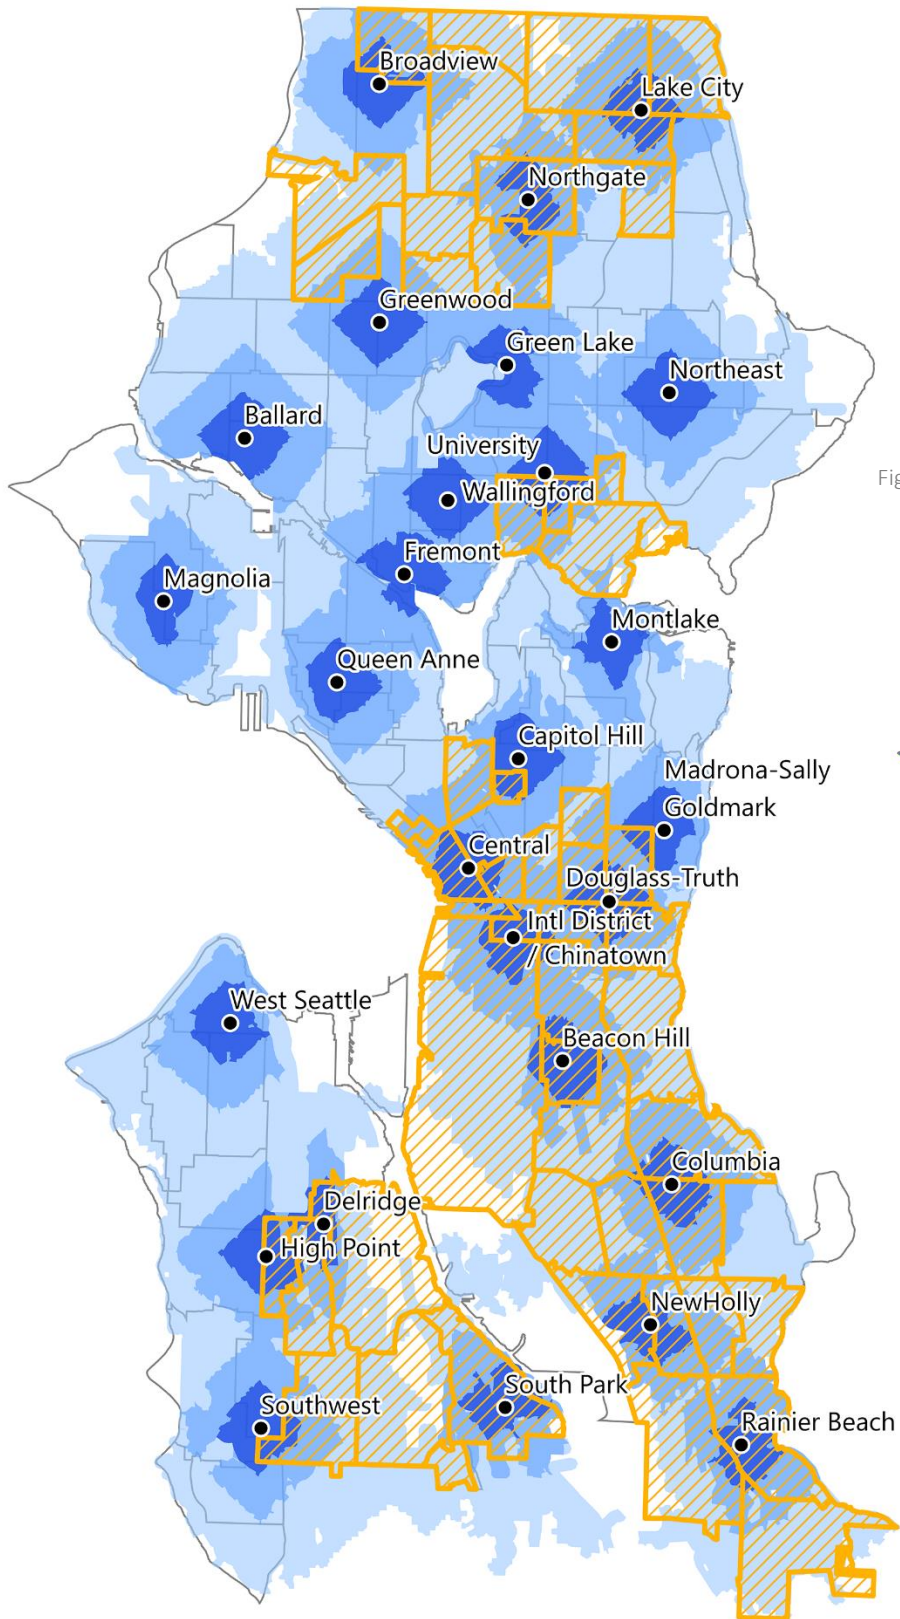 Broadview
Lake City
Northgate
Greenwood
Green Lake
Northeast
Ballard
University
Wallingford
Fig
Fremont
Magnolia
Montlake
Queen Anne
Capitol Hill
Madrona-Sally
Goldmark
Central
Douglass-Truth
Intl District
/ Chinatown
West Seattle
Beacon Hill
Columbia
Delridge
High Point
NewHolly
South Park
Southwest
Rainier Beach